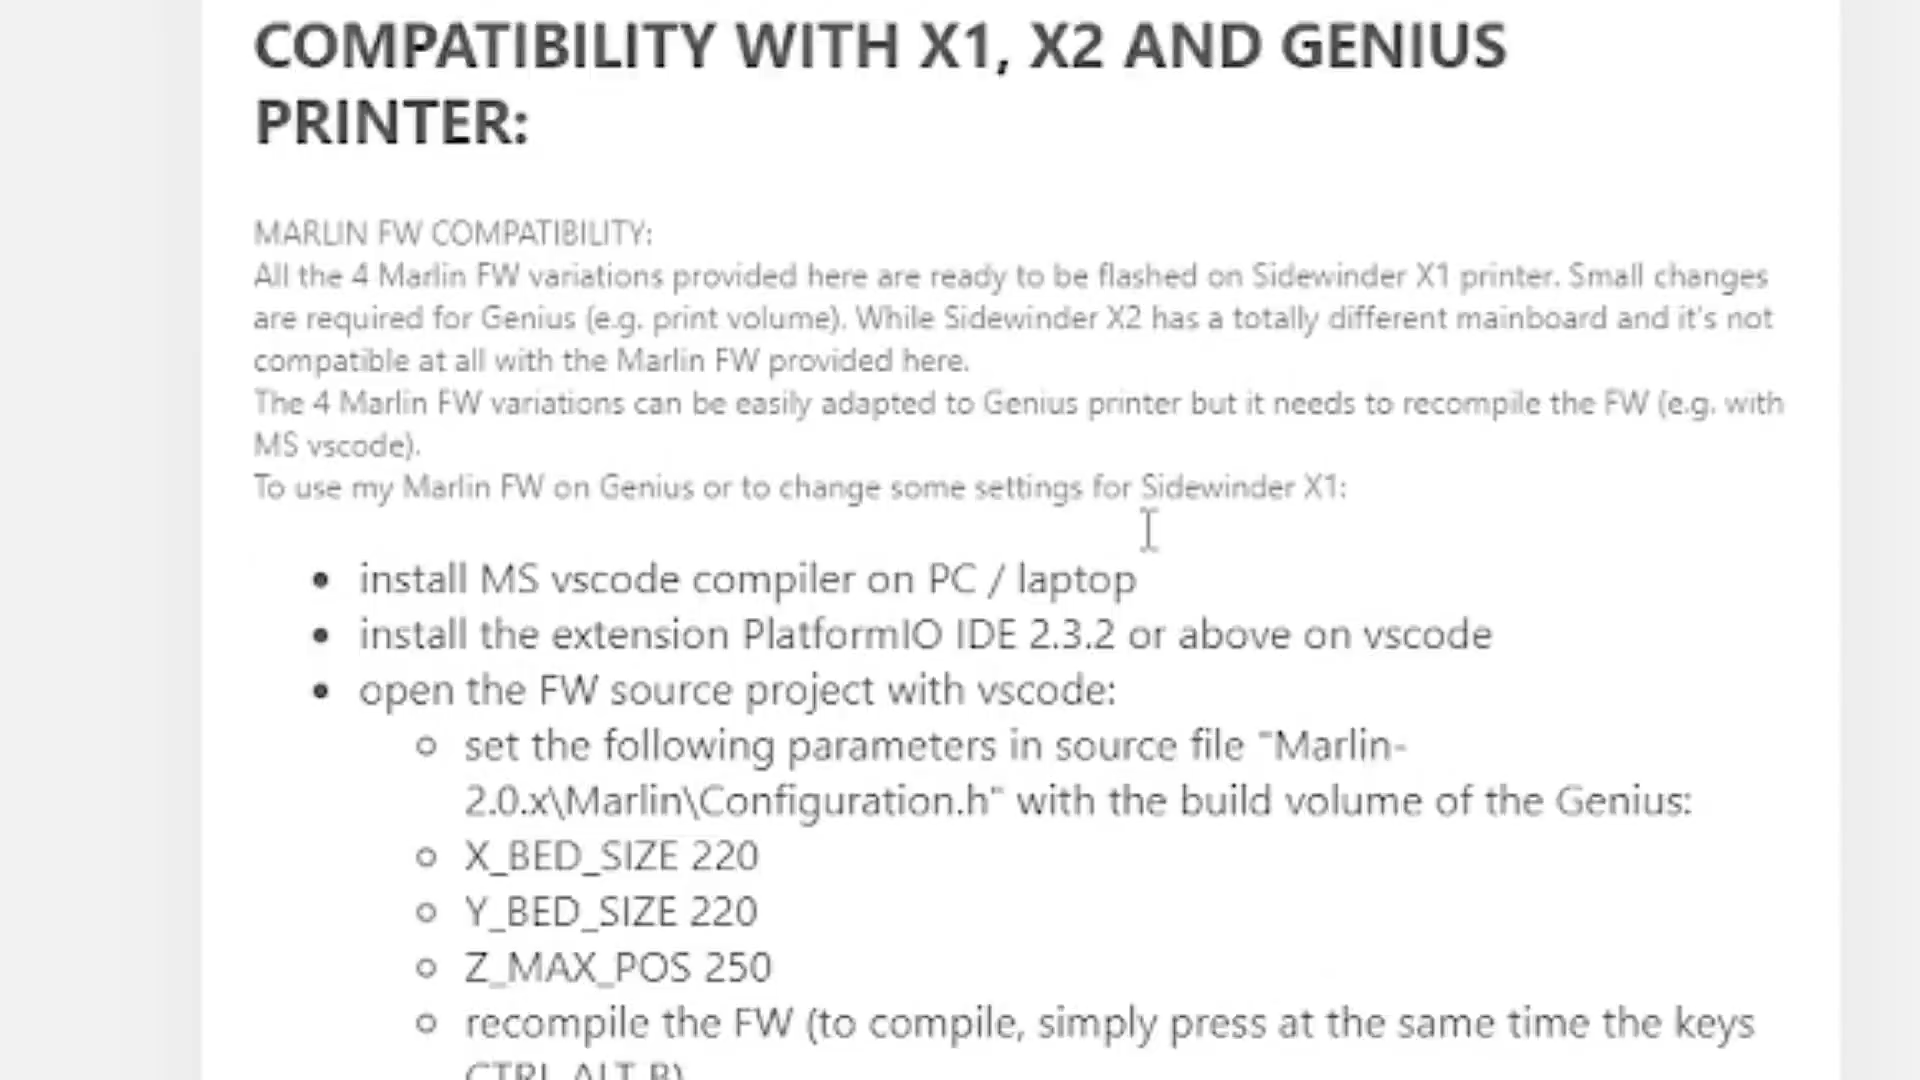 COMPATIBILITY WITH X1, X2 AND GENIUS
PRINTER:
MARLIN FW COMPATIBILITY:
All the 4 Marlin FW variations provided here are ready to be flashed on Sidewinder X1 printer. Small changes
are required for Genius (e.g. print volume). While Sidewinder X2 has a totally different mainboard and it's not
compatible at all with the Marlin FW provided here.
The 4 Marlin FW variations can be easily adapted to Genius printer but it needs to recompile the FW (e.g. with
MS vscode).
To use my Marlin FW on Genius or to change some settings for Sidewinder X1:
• install MS vscode compiler on PC / laptop
• install the extension PlatformIO IDE 2.3.2 or above on vscode
• open the FW source project with vscode:
○ set the following parameters in source file "Marlin-
2.0.x\Marlin\Configuration.h" with the build volume of the Genius:
○ X_BED_SIZE 220
○ Y_BED_SIZE 220
○ Z_MAX_POS 250
○ recompile the FW (to compile, simply press at the same time the keys
CTRL ALT B)